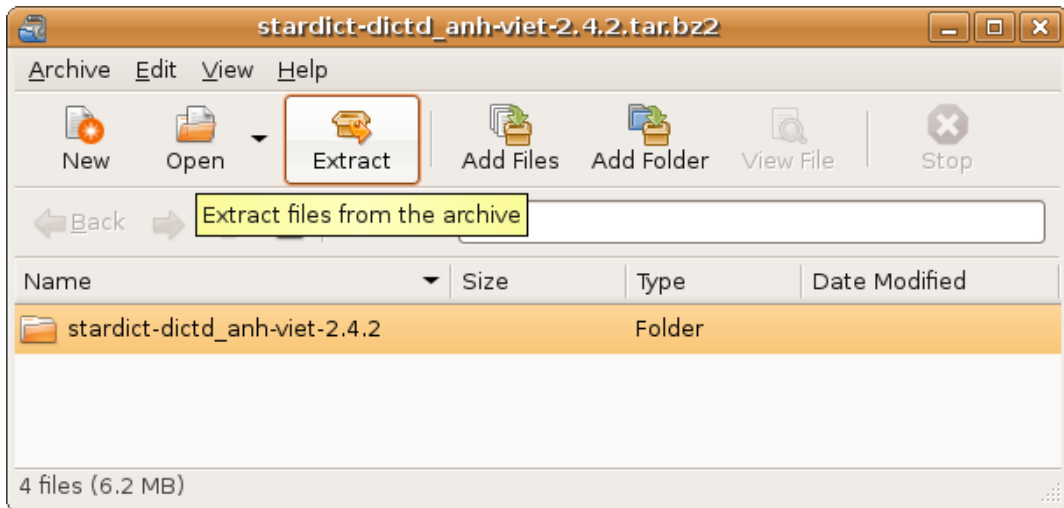 stardict-dictd_anh-viet-2.4.2.tar.bz2
Archive Edit View Help
New Open Extract Add Files Add Folder View File Stop
Back Extract files from the archive
Name Size Type Date Modified
stardict-dictd_anh-viet-2.4.2 Folder
4 files (6.2 MB)